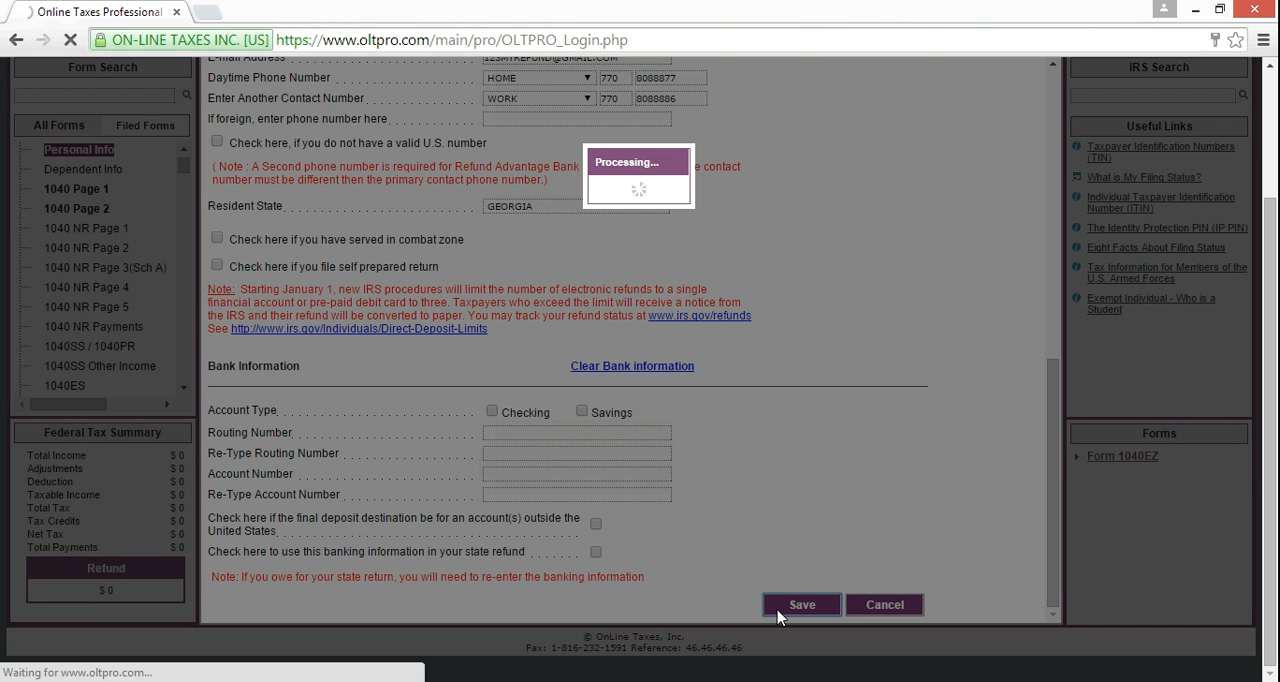 Online Taxes Professional
ON-LINE TAXES INC. [US]
https://www.oltpro.com/main/pro/OLTPRO_Login.php
Form Search
All Forms
Filed Forms
Personal Info
Dependent Info
1040 Page 1
1040 Page 2
1040 NR Page 1
1040 NR Page 2
1040 NR Page 3(Sch A)
1040 NR Page 4
1040 NR Page 5
1040 NR Payments
1040SS / 1040PR
1040SS Other Income
1040ES
Federal Tax Summary
Total Income $ 0
Adjustments $ 0
Deduction $ 0
Taxable Income $ 0
Total Tax $ 0
Tax Credits $ 0
Net Tax $ 0
Total Payments $ 0
Refund
$ 0
E-mail Address 123MYREFUND@GMAIL.COM
Daytime Phone Number HOME 770 8088877
Enter Another Contact Number WORK 770 8088886
If foreign, enter phone number here
Check here, if you do not have a valid U.S. number
( Note : A Second phone number is required for Refund Advantage Bank
e contact
number must be different then the primary contact phone number.)
Processing...
Resident State GEORGIA
Check here if you have served in combat zone
Check here if you file self prepared return
Note: Starting January 1, new IRS procedures will limit the number of electronic refunds to a single
financial account or pre-paid debit card to three. Taxpayers who exceed the limit will receive a notice from
the IRS and their refund will be converted to paper. You may track your refund status at www.irs.gov/refunds
See http://www.irs.gov/Individuals/Direct-Deposit-Limits
Bank Information
Clear Bank information
Account Type Checking Savings
Routing Number
Re-Type Routing Number
Account Number
Re-Type Account Number
Check here if the final deposit destination be for an account(s) outside the
United States
Check here to use this banking information in your state refund
Note: If you owe for your state return, you will need to re-enter the banking information
Save
Cancel
IRS Search
Useful Links
Taxpayer Identification Numbers
(TIN)
What is My Filing Status?
Individual Taxpayer Identification
Number (ITIN)
The Identity Protection PIN (IP PIN)
Eight Facts About Filing Status
Tax Information for Members of the
U.S. Armed Forces
Exempt Individual - Who is a
Student
Forms
Form 1040EZ
© OnLine Taxes, Inc.
Fax: 1-816-232-1591 Reference: 46.46.46.46
Waiting for www.oltpro.com...